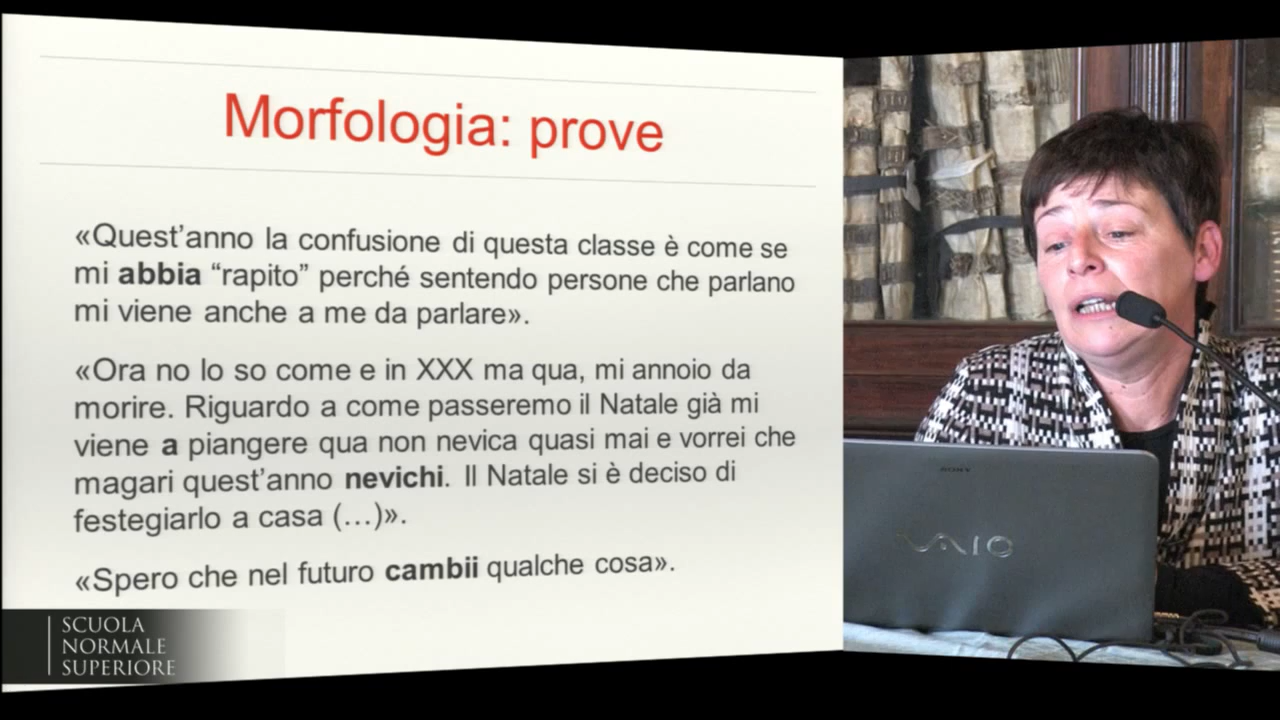 Morfologia: prove
«Quest’anno la confusione di questa classe è come se
mi abbia “rapito” perché sentendo persone che parlano
mi viene anche a me da parlare».
«Ora no lo so come e in XXX ma qua, mi annoio da
morire. Riguardo a come passeremo il Natale già mi
viene a piangere qua non nevica quasi mai e vorrei che
magari quest’anno nevichi. Il Natale si è deciso di
festegiarlo a casa (…)».
«Spero che nel futuro cambii qualche cosa».
SCUOLA
NORMALE
SUPERIORE
SONY
VAIO